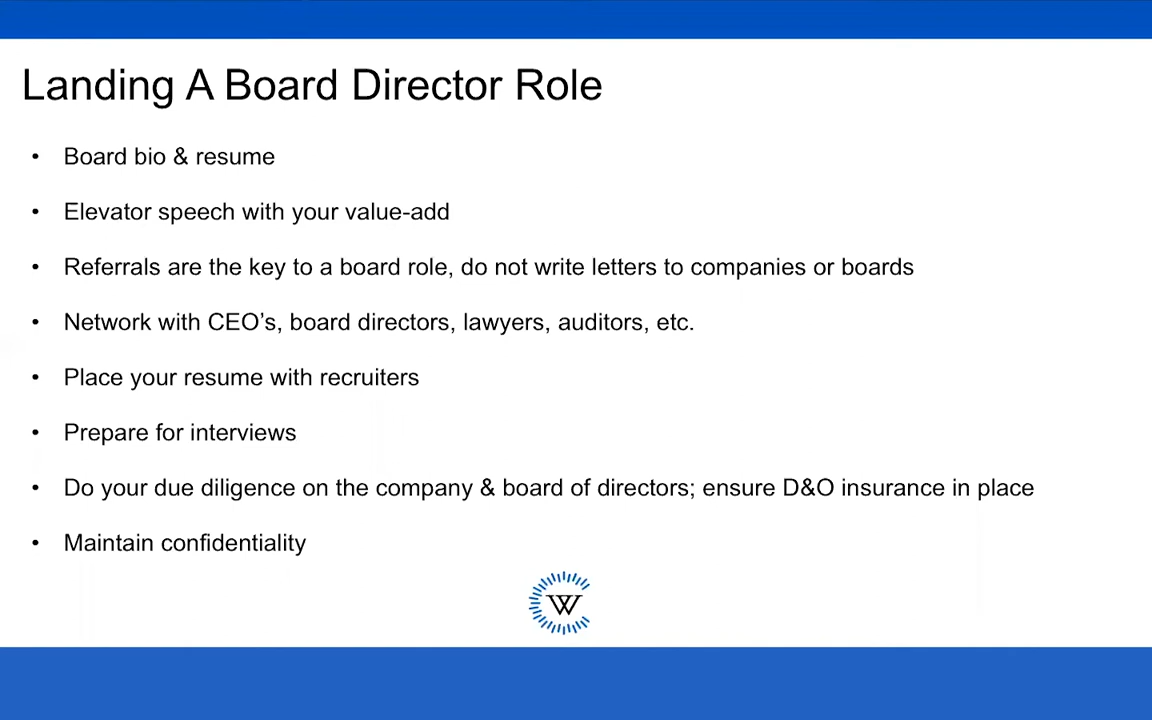 Landing A Board Director Role
• Board bio & resume
• Elevator speech with your value-add
• Referrals are the key to a board role, do not write letters to companies or boards
• Network with CEO’s, board directors, lawyers, auditors, etc.
• Place your resume with recruiters
• Prepare for interviews
• Do your due diligence on the company & board of directors; ensure D&O insurance in place
• Maintain confidentiality
W